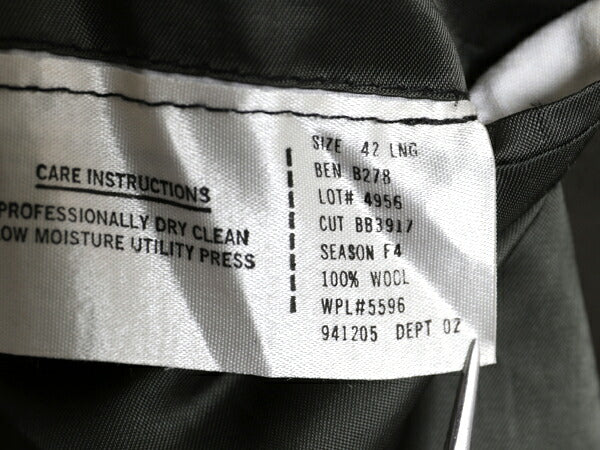 CARE INSTRUCTIONS
PROFESSIONALLY DRY CLEAN
LOW MOISTURE UTILITY PRESS
SIZE 42 LNG
BEN B278
LOT# 4956
CUT BB3917
SEASON F4
100% WOOL
WPL#5596
941205 DEPT 02